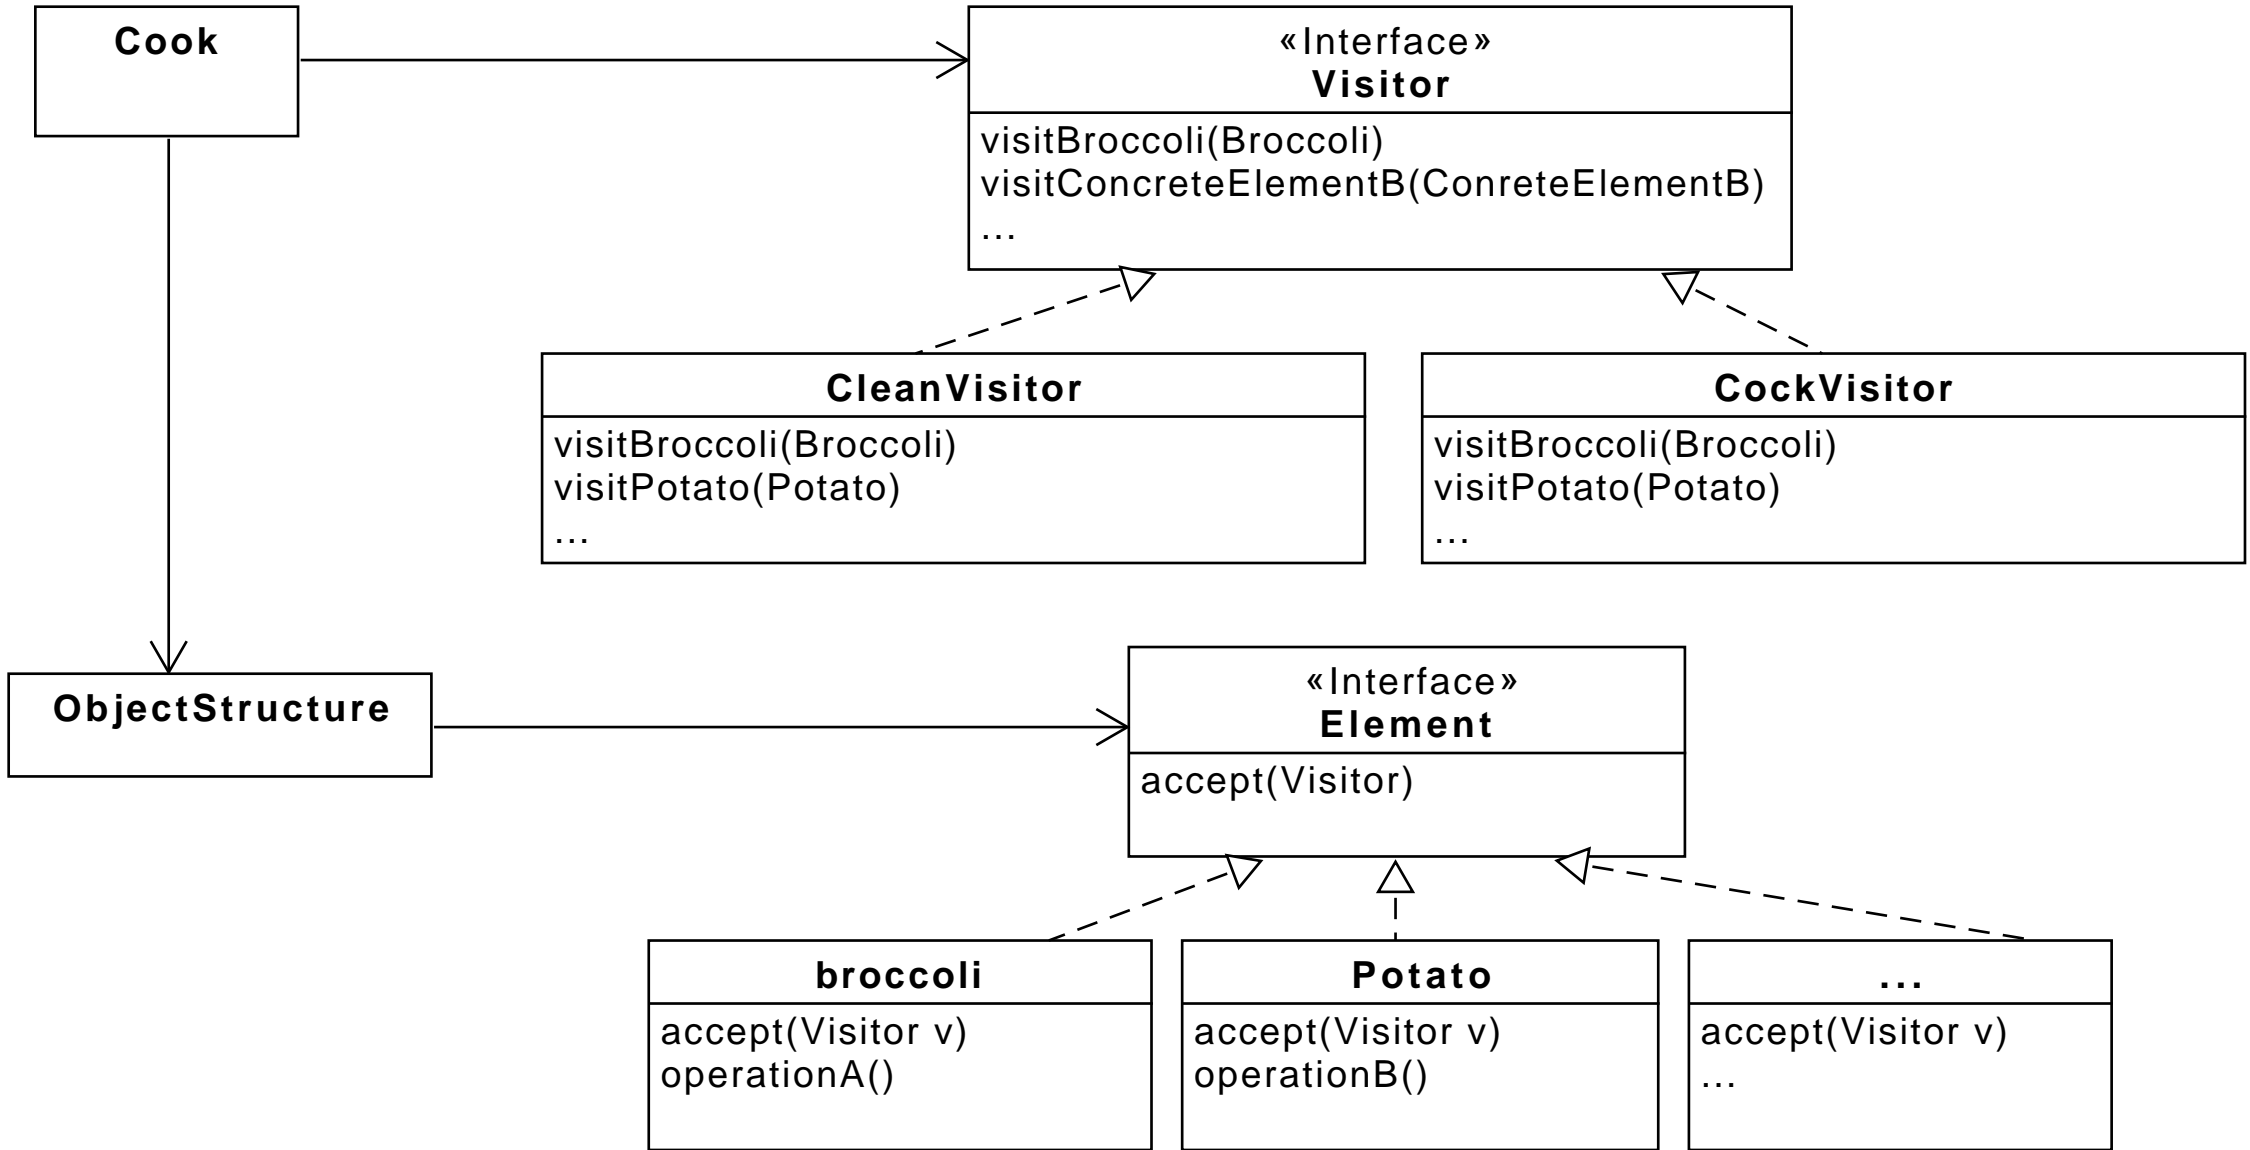 Cook
«Interface»
Visitor
visitBroccoli(Broccoli)
visitConcreteElementB(ConreteElementB)
...
CleanVisitor
visitBroccoli(Broccoli)
visitPotato(Potato)
...
CockVisitor
visitBroccoli(Broccoli)
visitPotato(Potato)
...
ObjectStructure
«Interface»
Element
accept(Visitor)
broccoli
accept(Visitor v)
operationA()
Potato
accept(Visitor v)
operationB()
...
accept(Visitor v)
...